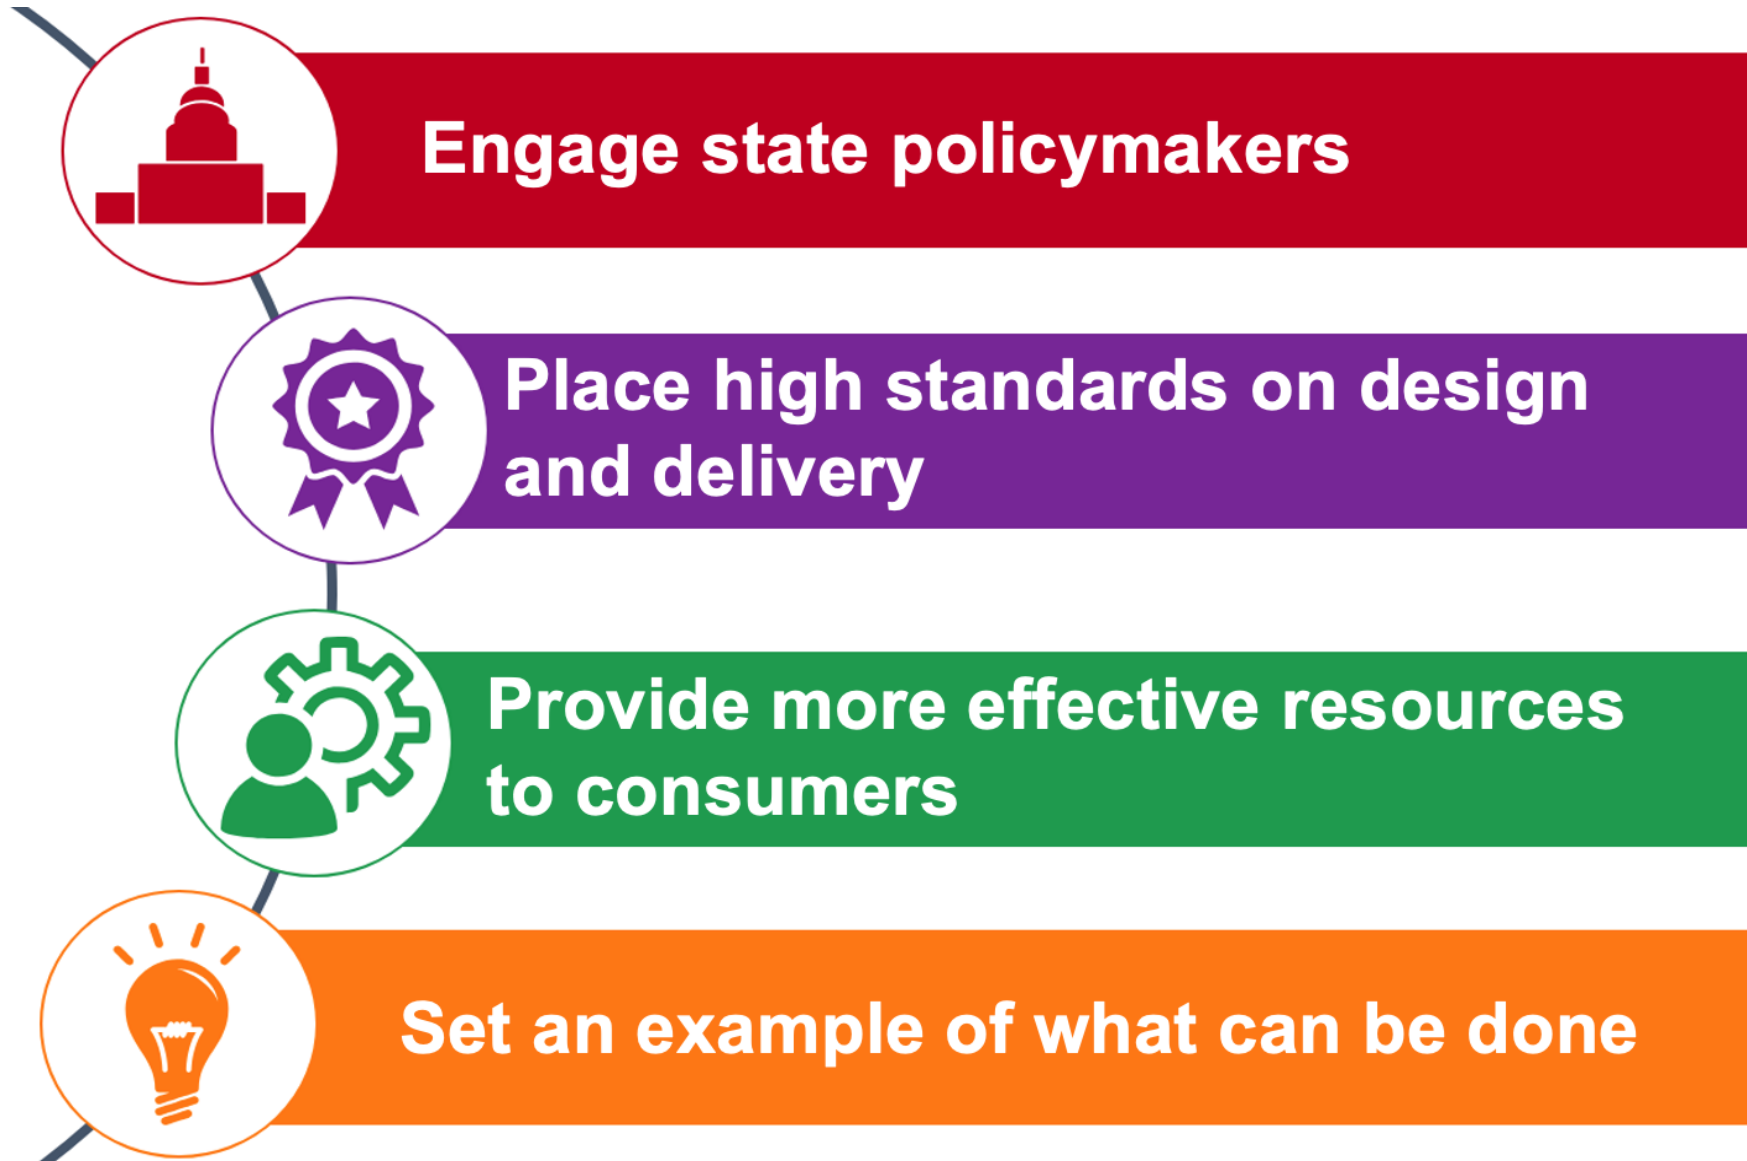 Engage state policymakers
Place high standards on design
and delivery
Provide more effective resources
to consumers
Set an example of what can be done